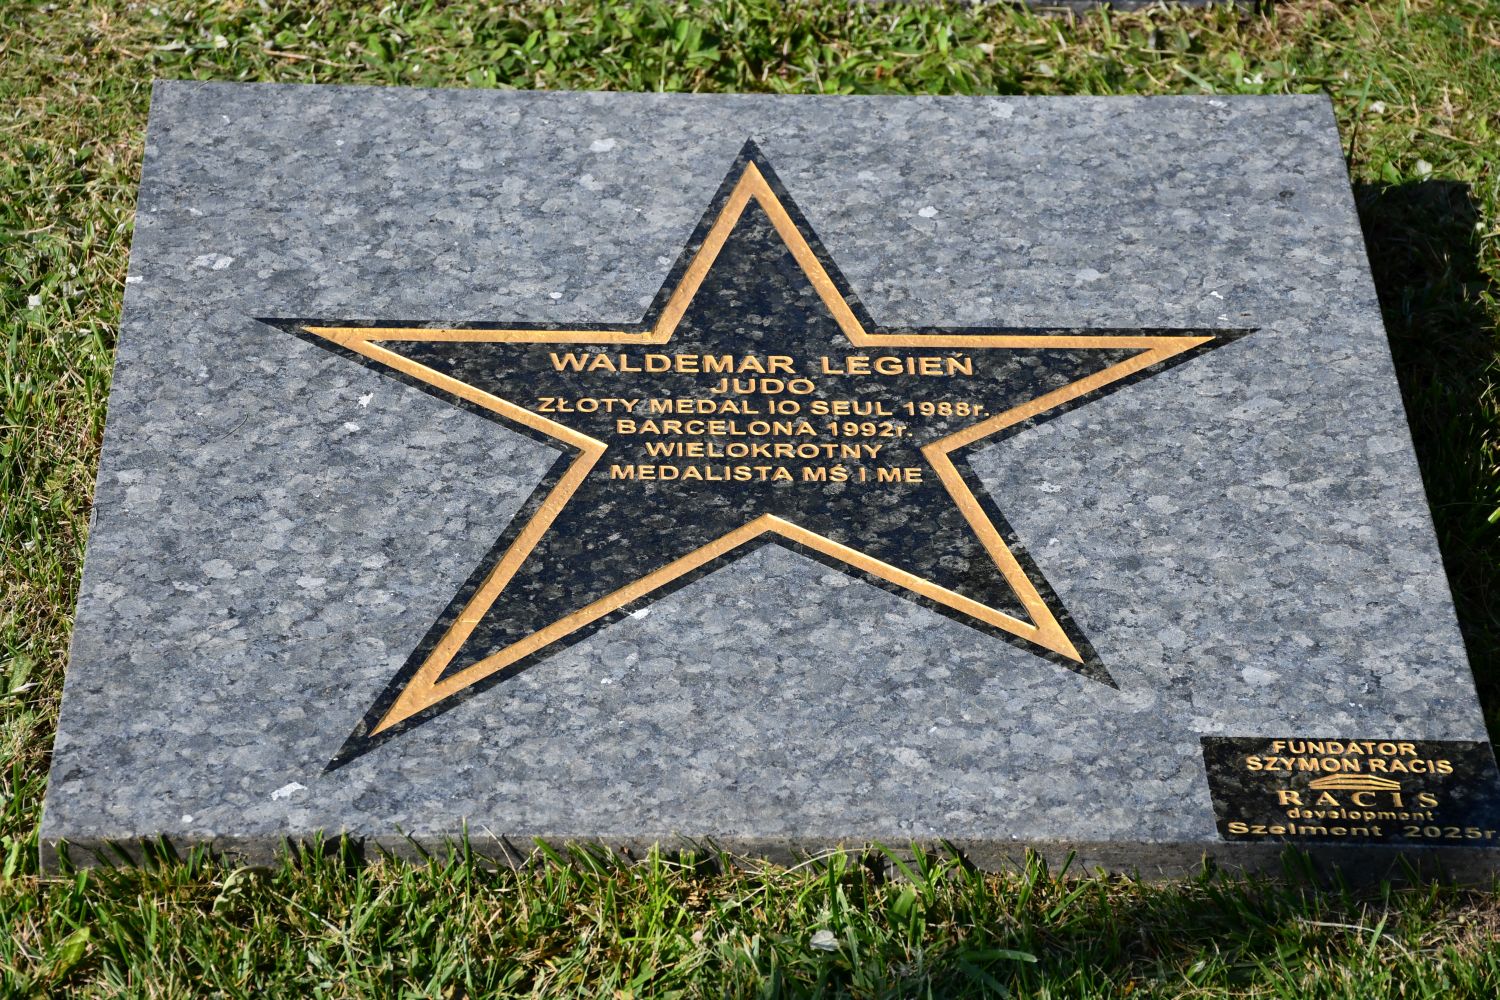 WALDEMAR LEGIEŃ
JUDO
ZŁOTY MEDAL IO SEUL 1988r.
BARCELONA 1992r.
WIELOKROTNY
MEDALISTA MŚ I ME
FUNDATOR
SZYMON RACIS
RACIS
development
Szelment 2025r